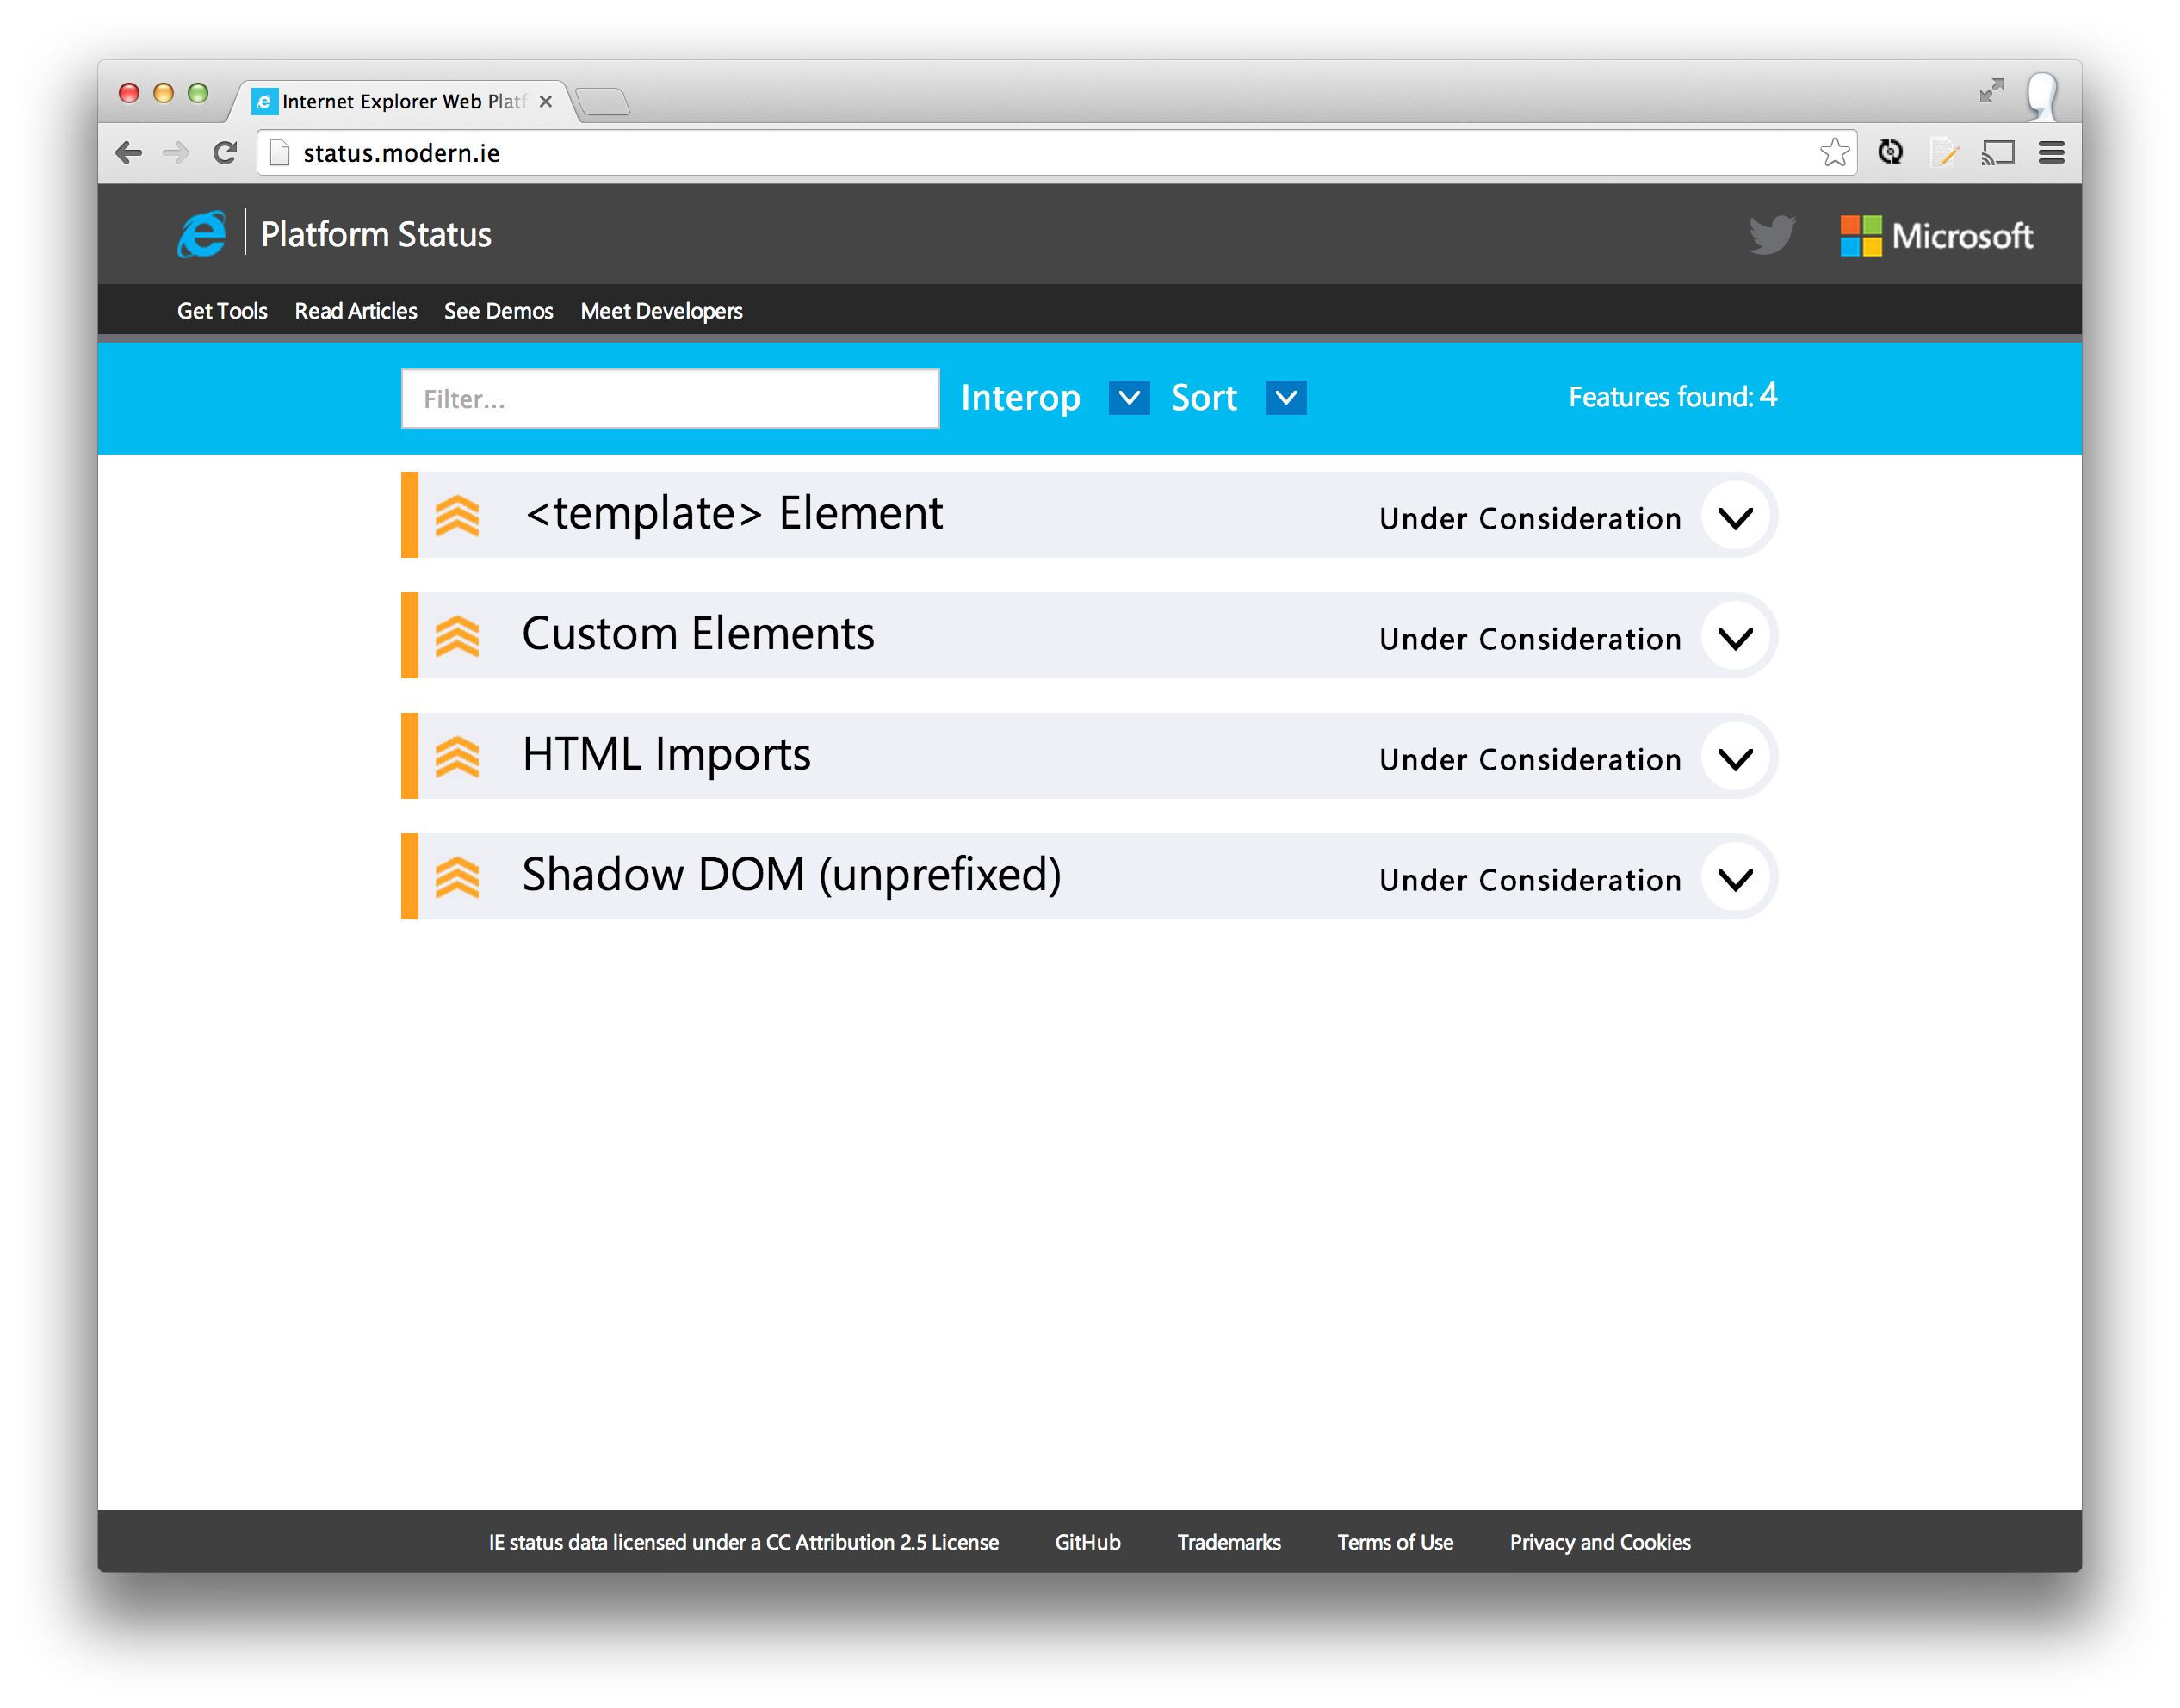 Internet Explorer Web Platf
status.modern.ie
Platform Status
Microsoft
Get Tools Read Articles See Demos Meet Developers
Filter... Interop Sort Features found: 4
<template> Element Under Consideration
Custom Elements Under Consideration
HTML Imports Under Consideration
Shadow DOM (unprefixed) Under Consideration
IE status data licensed under a CC Attribution 2.5 License GitHub Trademarks Terms of Use Privacy and Cookies